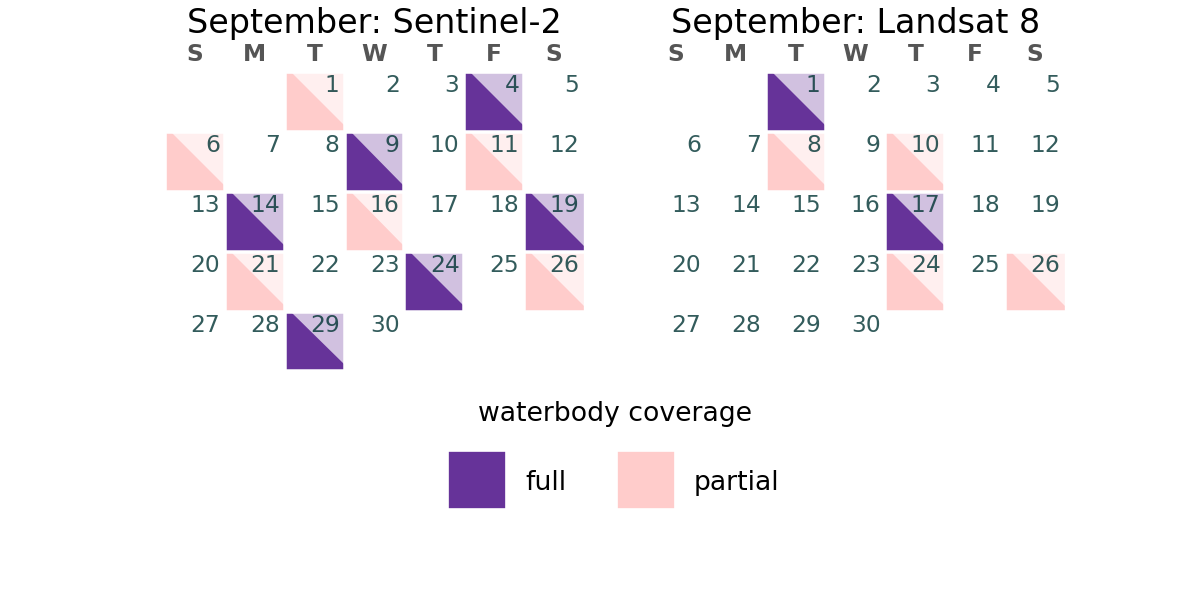 September: Sentinel-2
S M T W T F S
1 2 3 4 5
6 7 8 9 10 11 12
13 14 15 16 17 18 19
20 21 22 23 24 25 26
27 28 29 30
September: Landsat 8
S M T W T F S
1 2 3 4 5
6 7 8 9 10 11 12
13 14 15 16 17 18 19
20 21 22 23 24 25 26
27 28 29 30
waterbody coverage
full partial